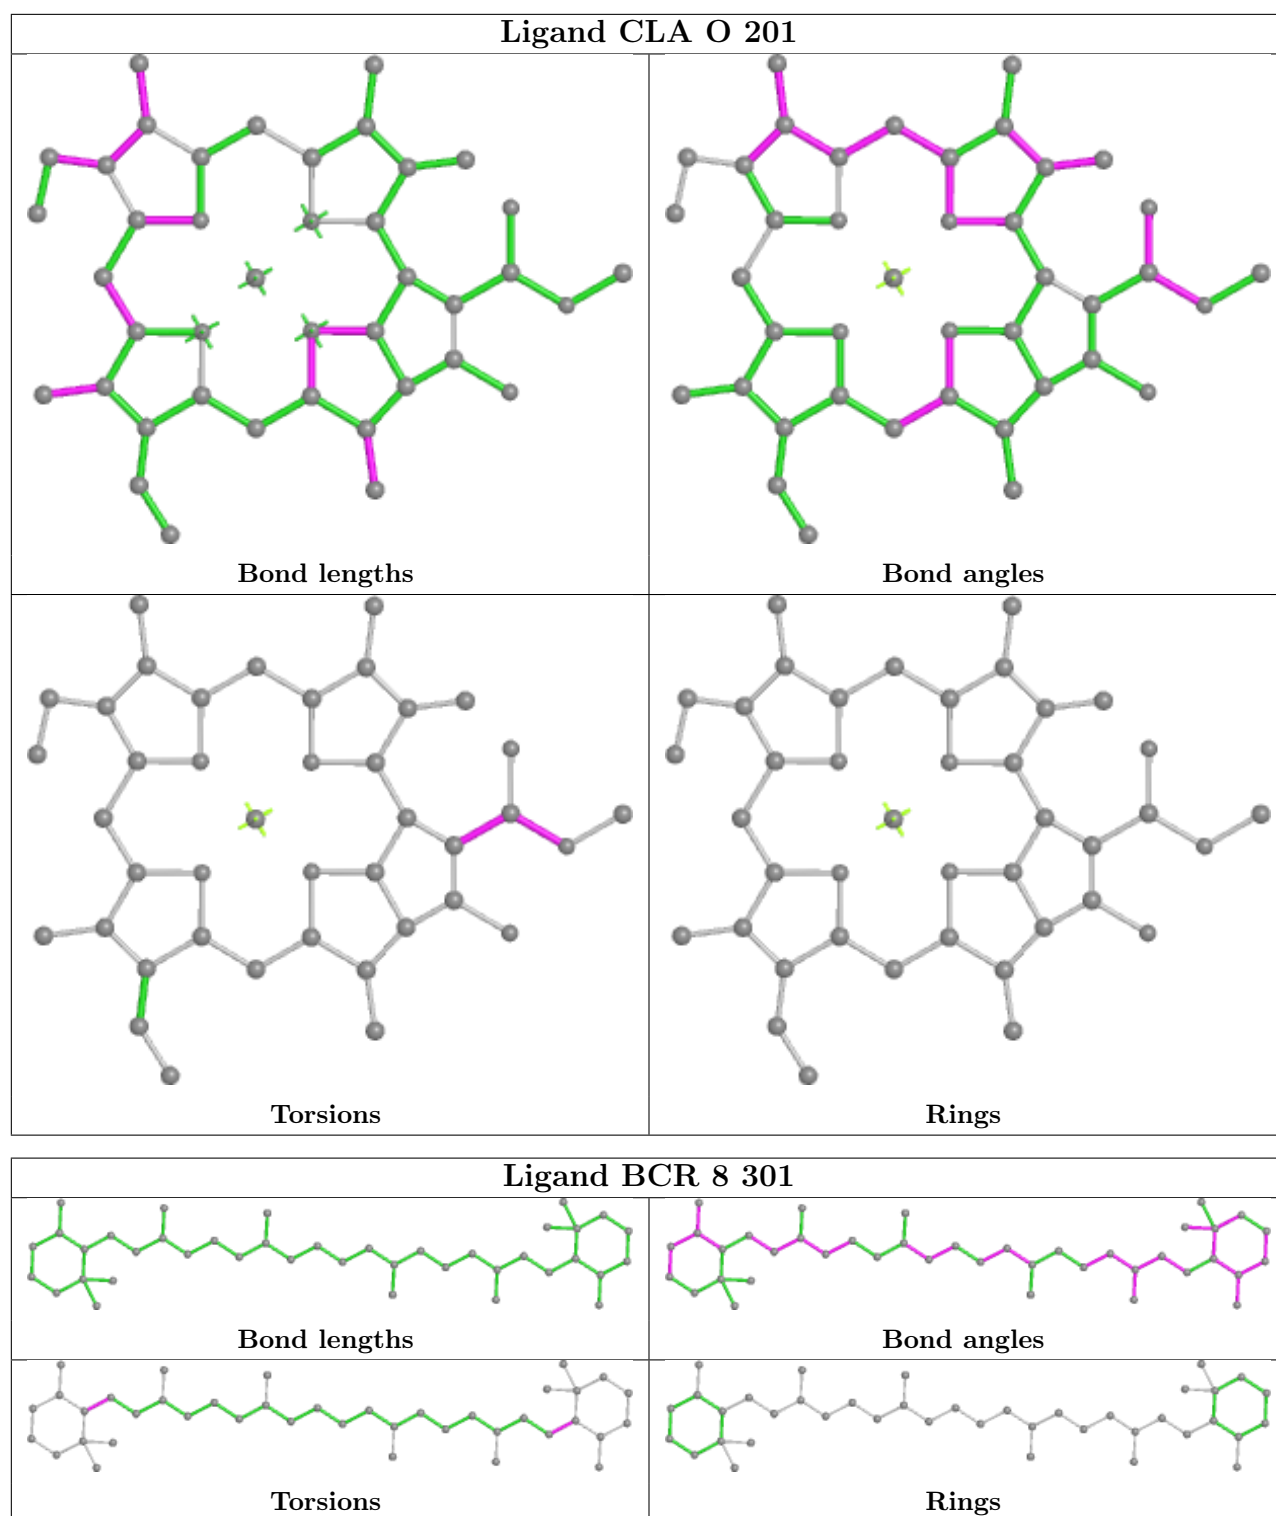 Ligand CLA O 201
Bond lengths
Bond angles
Torsions
Rings
Ligand BCR 8 301
Bond lengths
Bond angles
Torsions
Rings